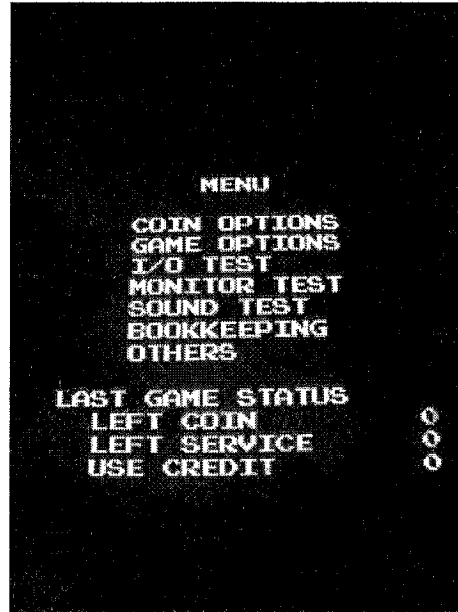 MENU
COIN OPTIONS
GAME OPTIONS
I/O TEST
MONITOR TEST
SOUND TEST
BOOKKEEPING
OTHERS
LAST GAME STATUS
LEFT COIN 0
LEFT SERVICE 0
USE CREDIT 0